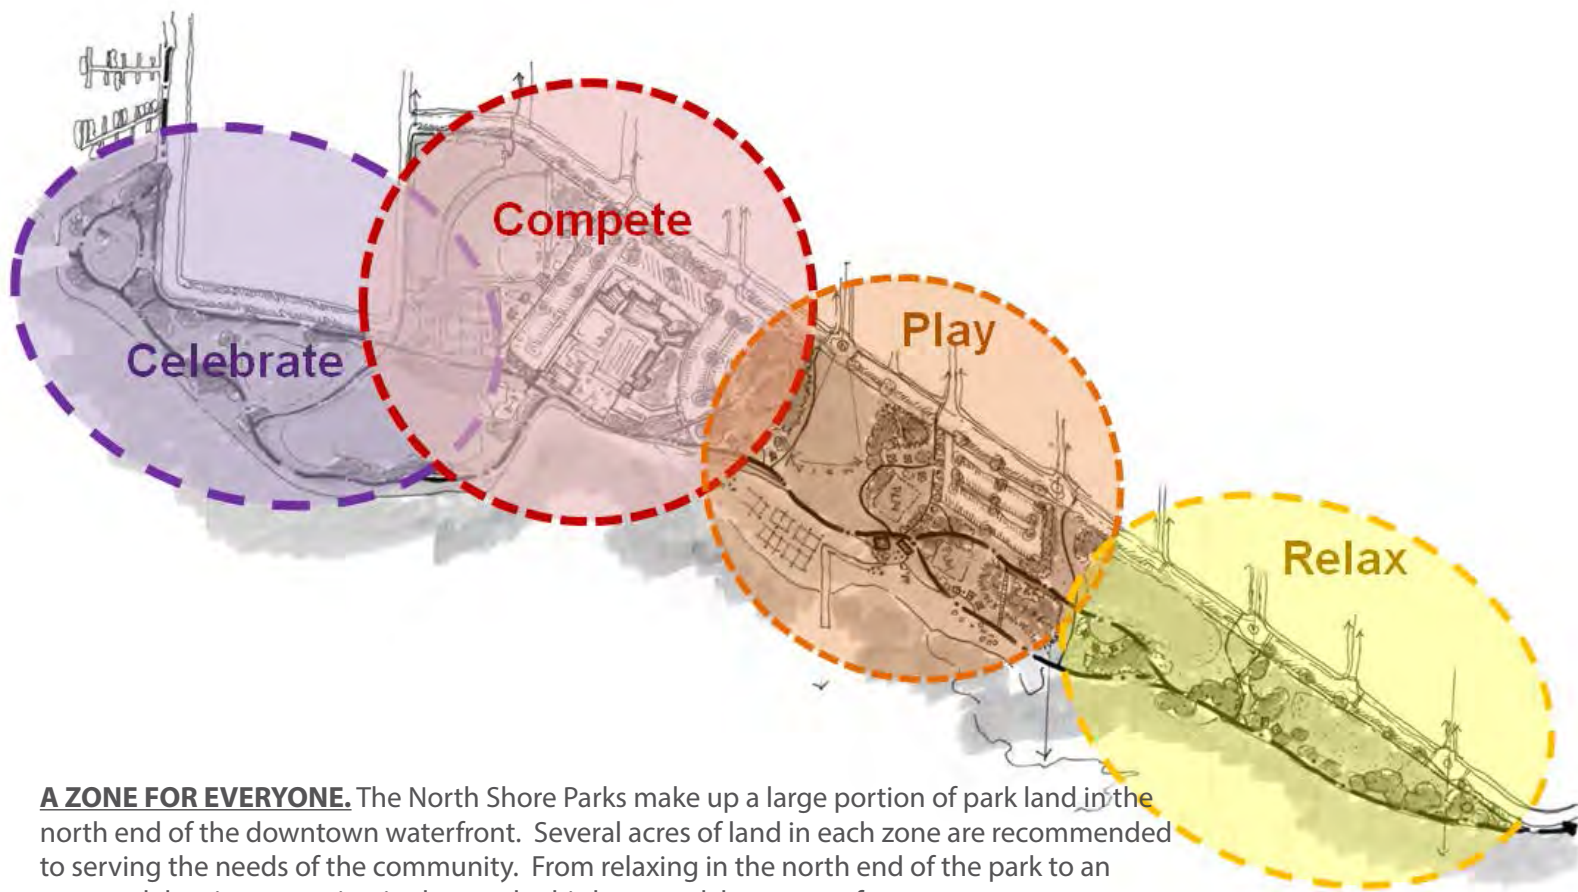 Compete
Play
Celebrate
Relax
A ZONE FOR EVERYONE. The North Shore Parks make up a large portion of park land in the
north end of the downtown waterfront. Several acres of land in each zone are recommended
to serving the needs of the community. From relaxing in the north end of the park to an